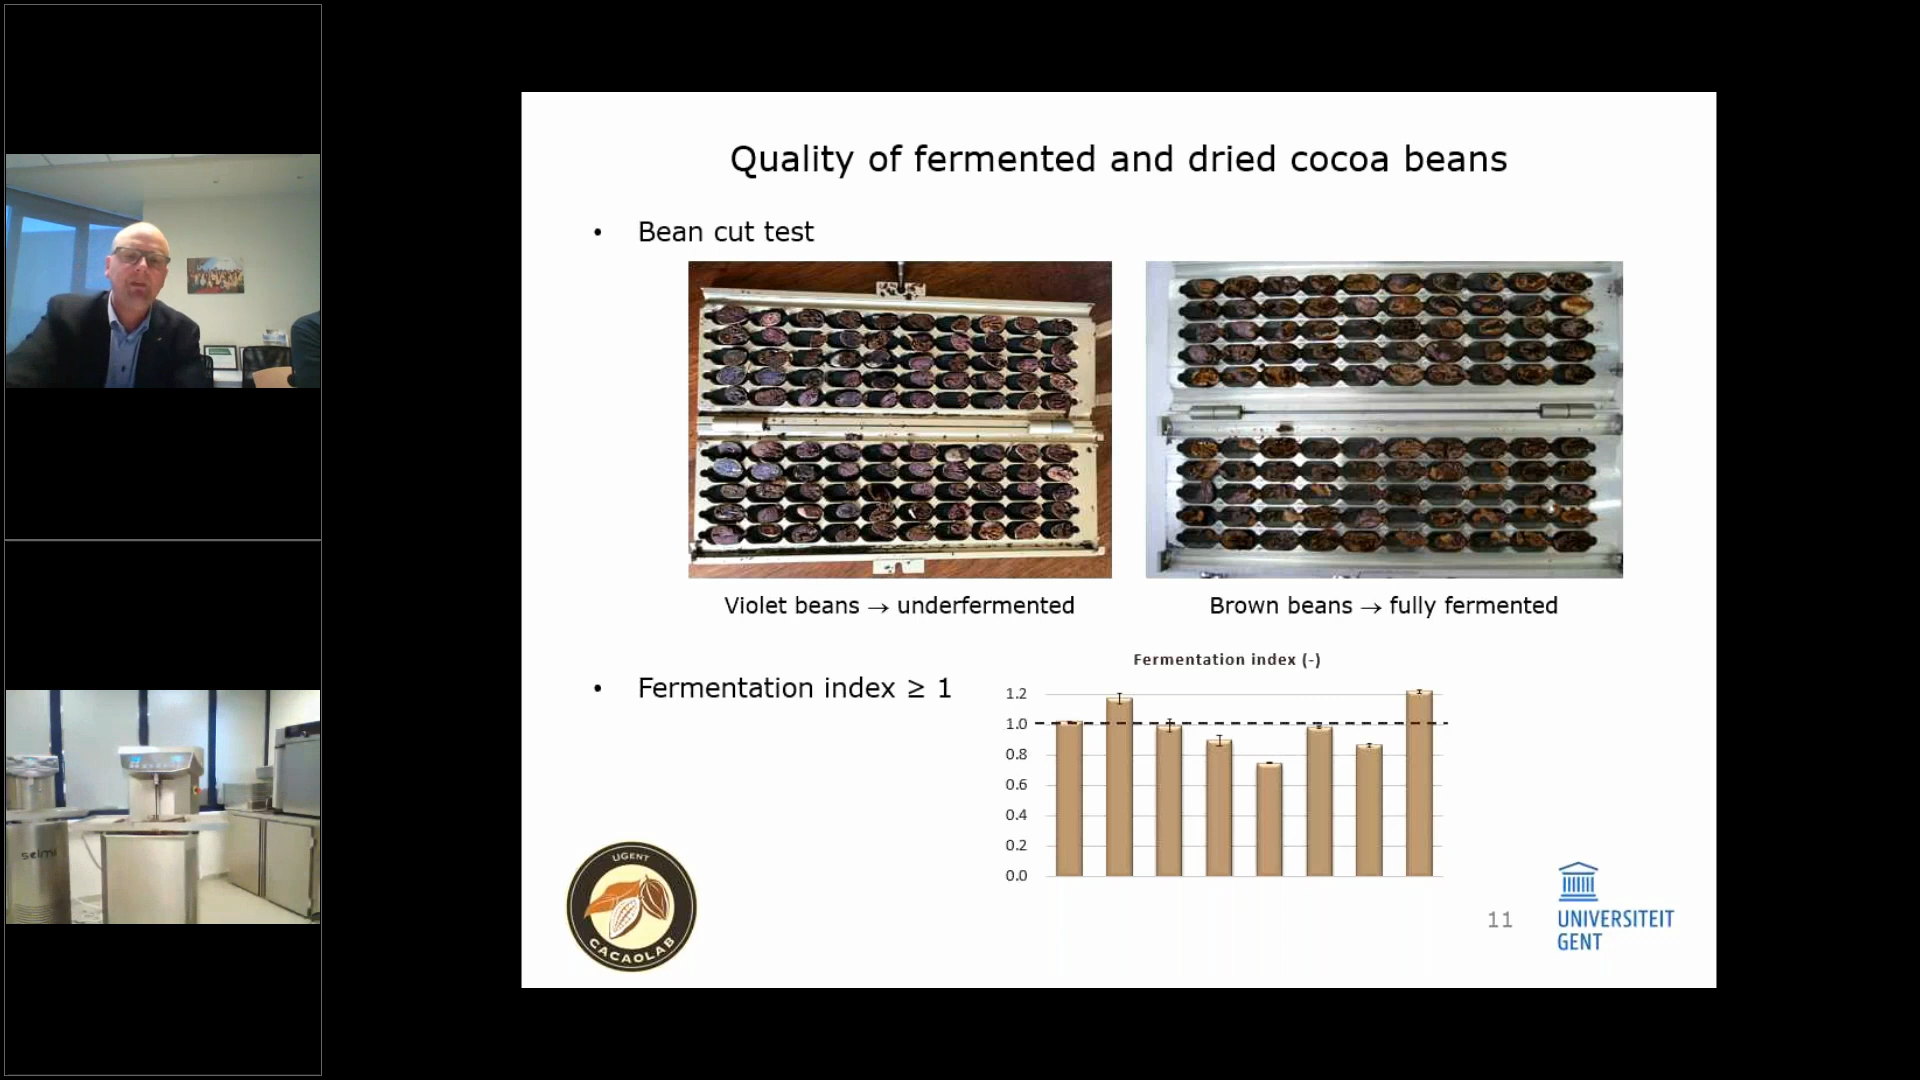 Quality of fermented and dried cocoa beans
• Bean cut test
Violet beans → underfermented
Brown beans → fully fermented
• Fermentation index ≥ 1
Fermentation index (-)
1.2
1.0
0.8
0.6
0.4
0.2
0.0
UGENT
CACAOLAB
11
UNIVERSITEIT
GENT
selmi